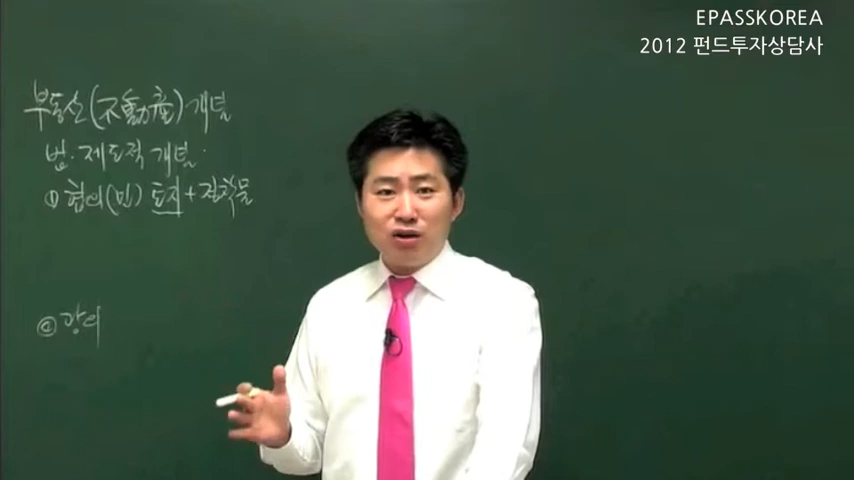 EPASSKOREA
2012 펀드투자상담사
부동산(不動産)개념
법·제도적 개념·
① 협의(민) 토지+정착물
② 광의